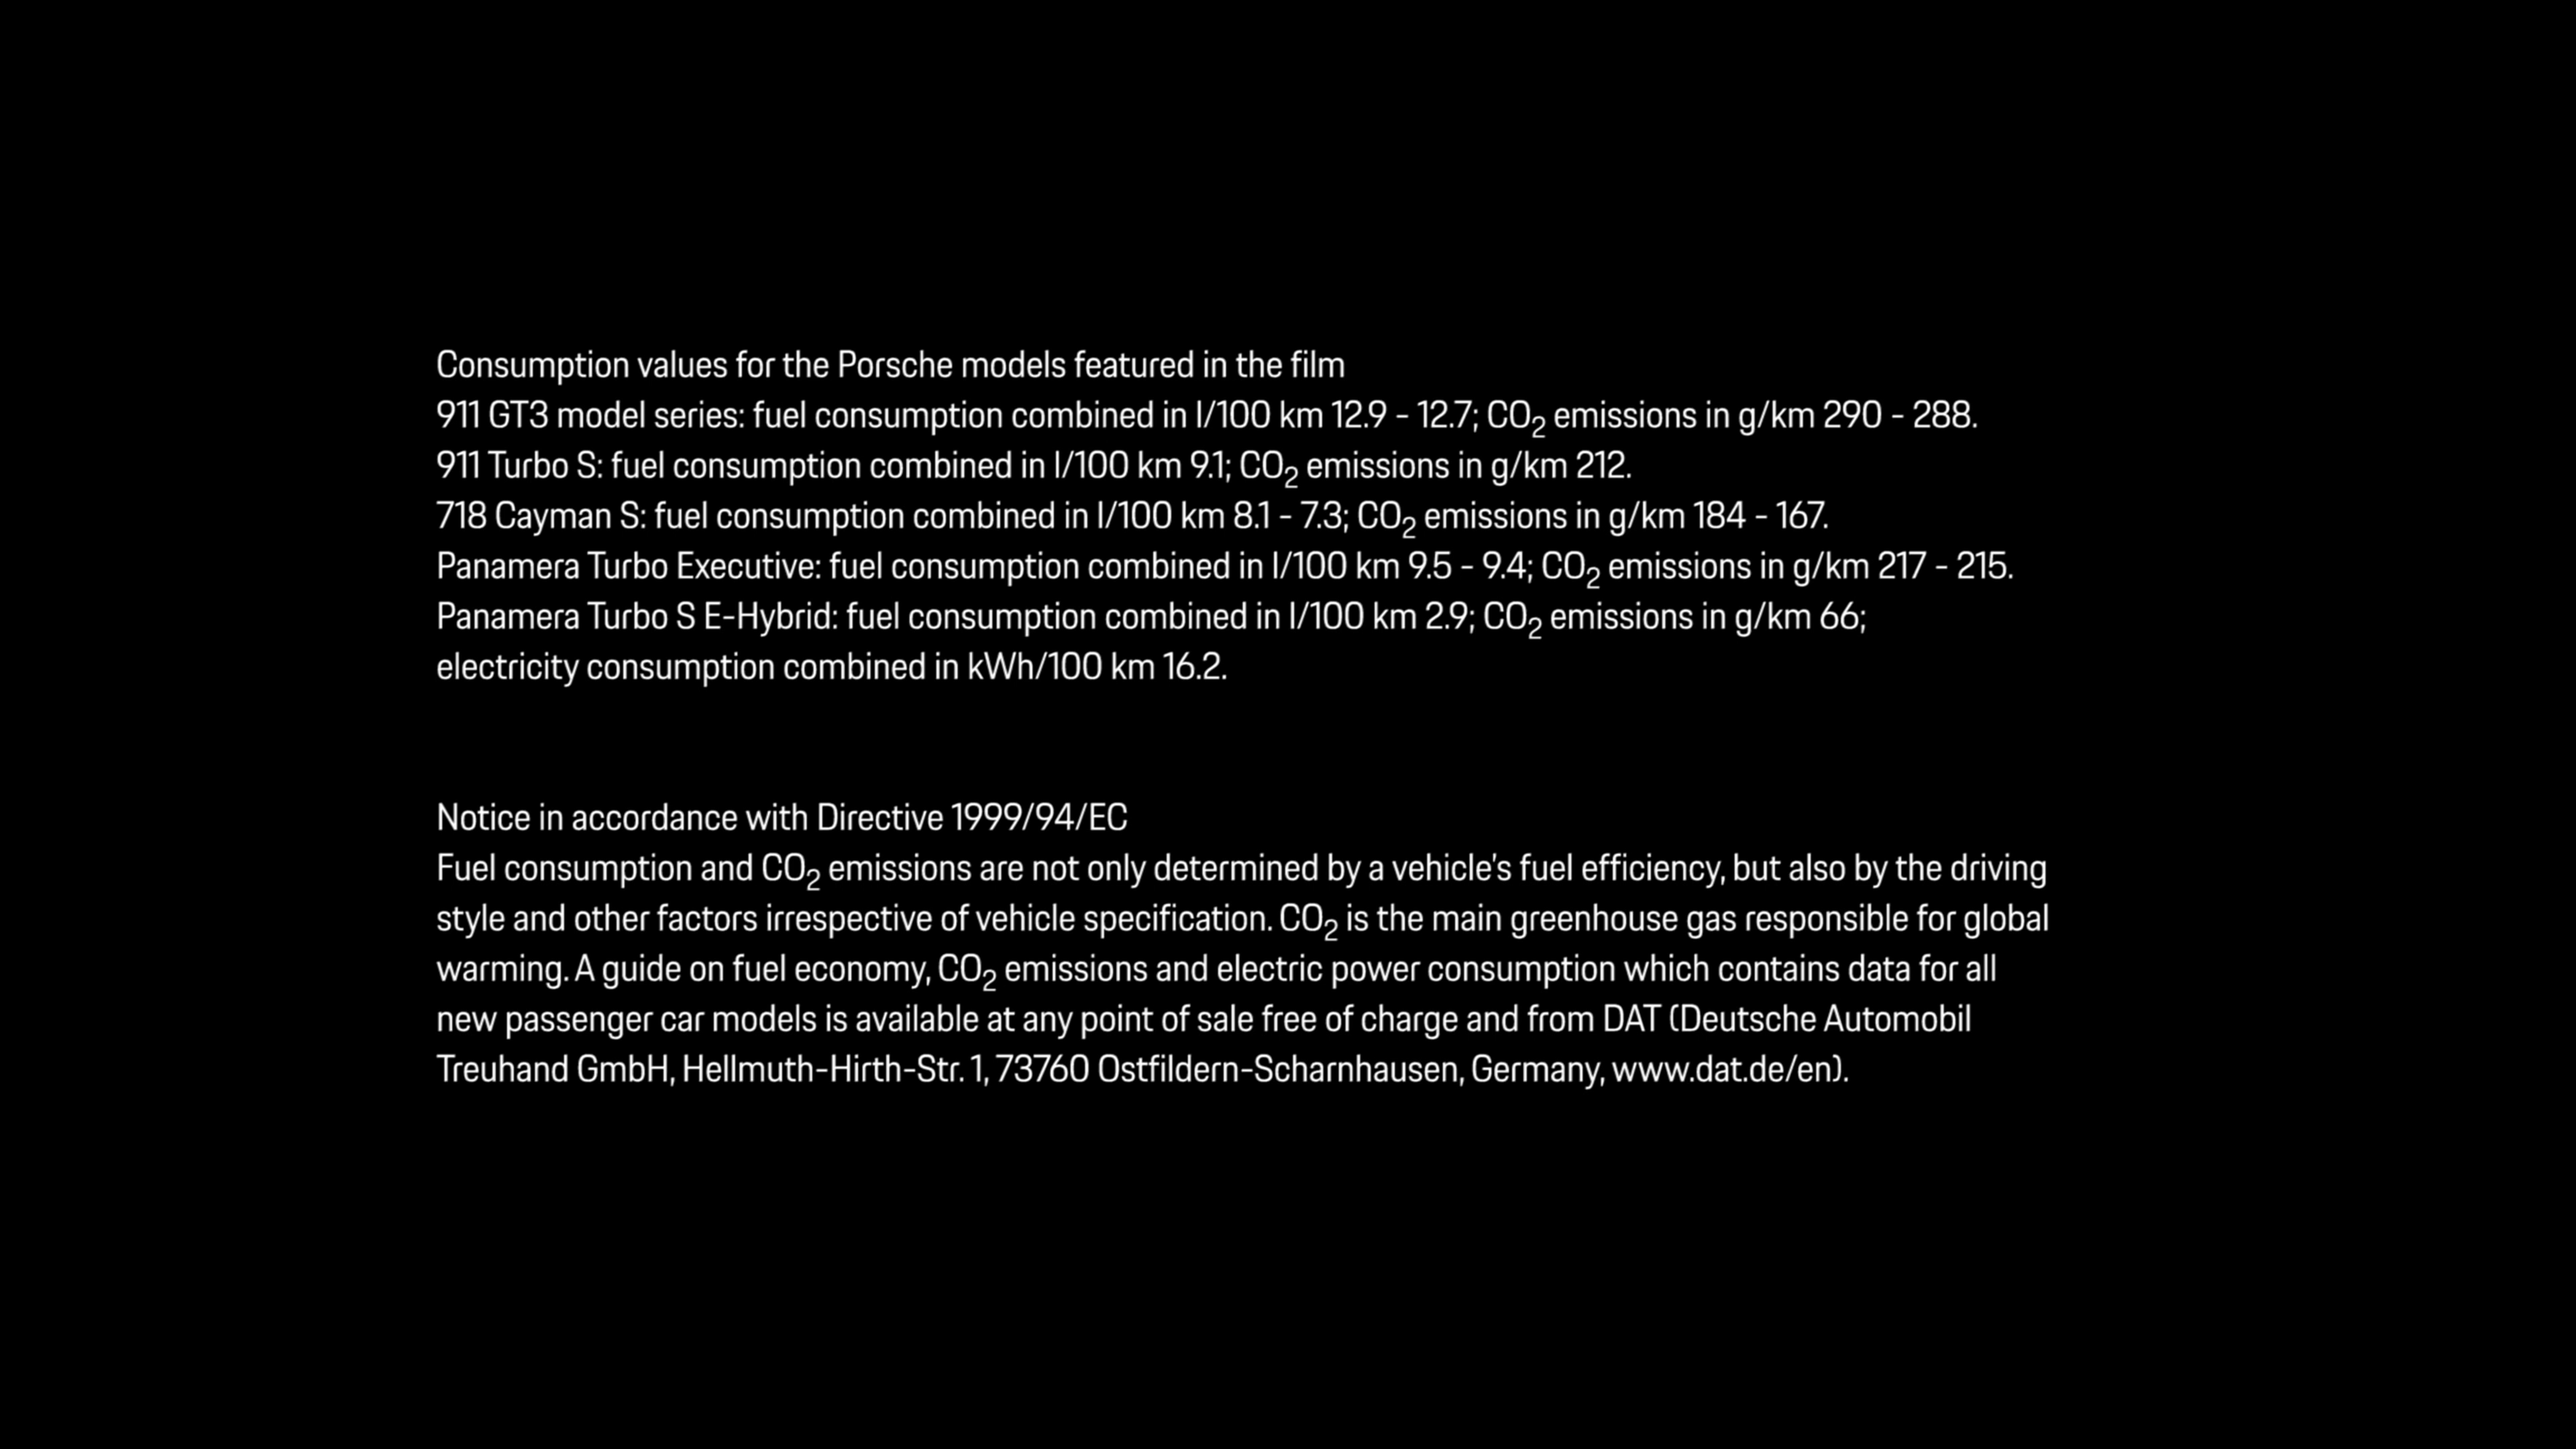 Consumption values for the Porsche models featured in the film
911 GT3 model series: fuel consumption combined in l/100 km 12.9 - 12.7; CO₂ emissions in g/km 290 - 288.
911 Turbo S: fuel consumption combined in l/100 km 9.1; CO₂ emissions in g/km 212.
718 Cayman S: fuel consumption combined in l/100 km 8.1 - 7.3; CO₂ emissions in g/km 184 - 167.
Panamera Turbo Executive: fuel consumption combined in l/100 km 9.5 - 9.4; CO₂ emissions in g/km 217 - 215.
Panamera Turbo S E-Hybrid: fuel consumption combined in l/100 km 2.9; CO₂ emissions in g/km 66;
electricity consumption combined in kWh/100 km 16.2.
Notice in accordance with Directive 1999/94/EC
Fuel consumption and CO₂ emissions are not only determined by a vehicle's fuel efficiency, but also by the driving
style and other factors irrespective of vehicle specification. CO₂ is the main greenhouse gas responsible for global
warming. A guide on fuel economy, CO₂ emissions and electric power consumption which contains data for all
new passenger car models is available at any point of sale free of charge and from DAT (Deutsche Automobil
Treuhand GmbH, Hellmuth-Hirth-Str. 1, 73760 Ostfildern-Scharnhausen, Germany, www.dat.de/en).